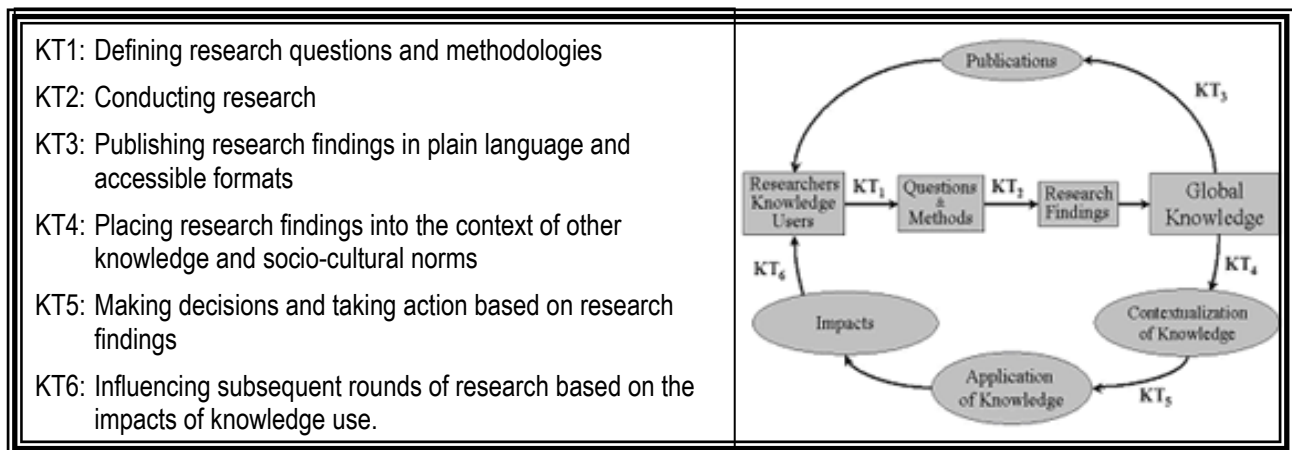 KT1: Defining research questions and methodologies
KT2: Conducting research
KT3: Publishing research findings in plain language and
accessible formats
KT4: Placing research findings into the context of other
knowledge and socio-cultural norms
KT5: Making decisions and taking action based on research
findings
KT6: Influencing subsequent rounds of research based on the
impacts of knowledge use.
Publications
KT3
Researchers
Knowledge
Users
KT1
Questions
&
Methods
KT2
Research
Findings
Global
Knowledge
KT6
KT4
Impacts
Contextualization
of Knowledge
Application
of Knowledge
KT5